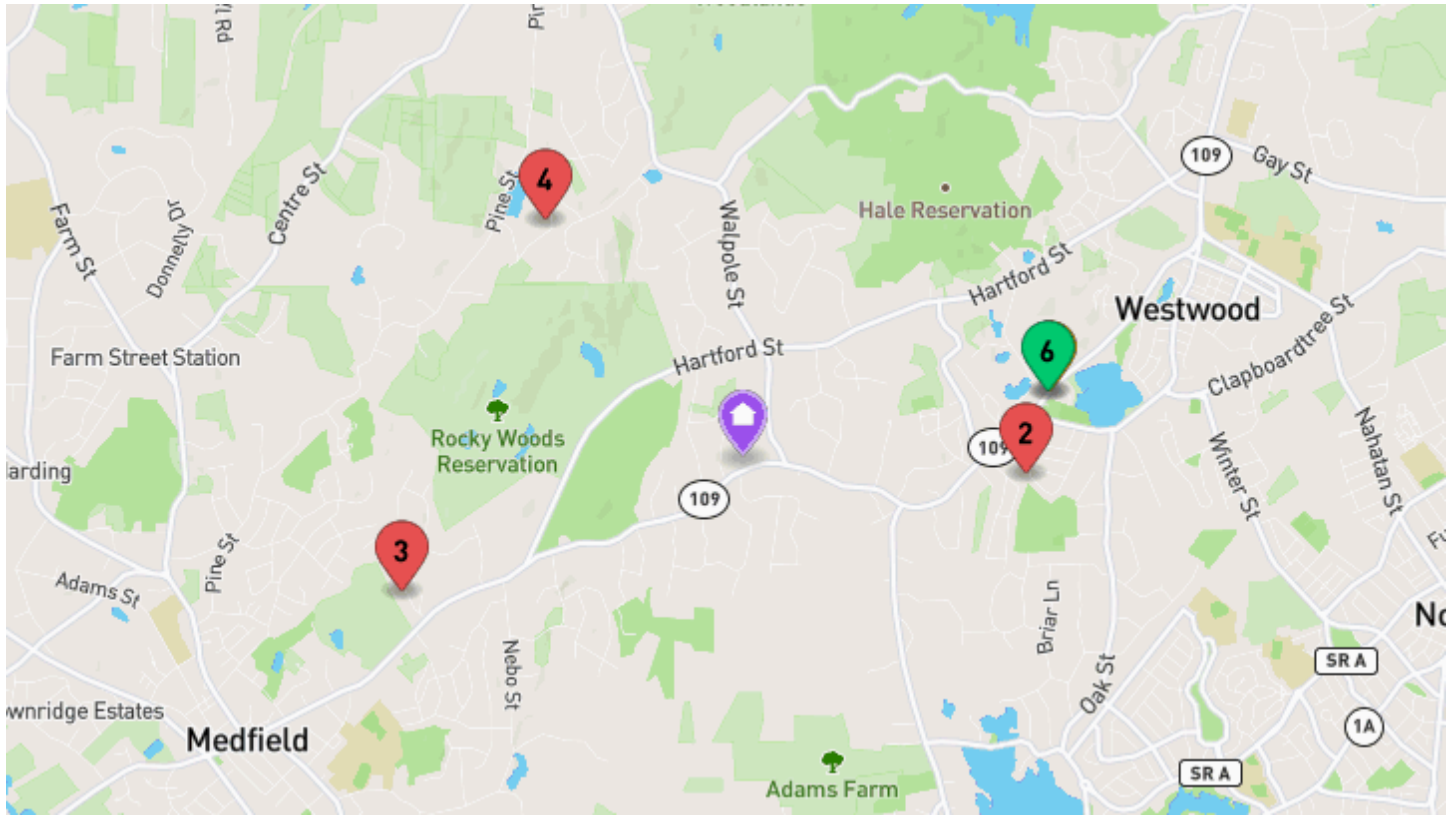 Pine St
109
Gay St
4
Pine St
Centre St
Donnelly Dr
Farm St
Walpole St
Hale Reservation
Hartford St
Westwood
Farm Street Station
Hartford St
6
Clapboardtree St
Rocky Woods
Reservation
2
109
109
Winter St
Nahatan St
arding
3
Pine St
Adams St
Nebo St
Briar Ln
Oak St
No
SR A
1A
wnridge Estates
Medfield
Adams Farm
SR A